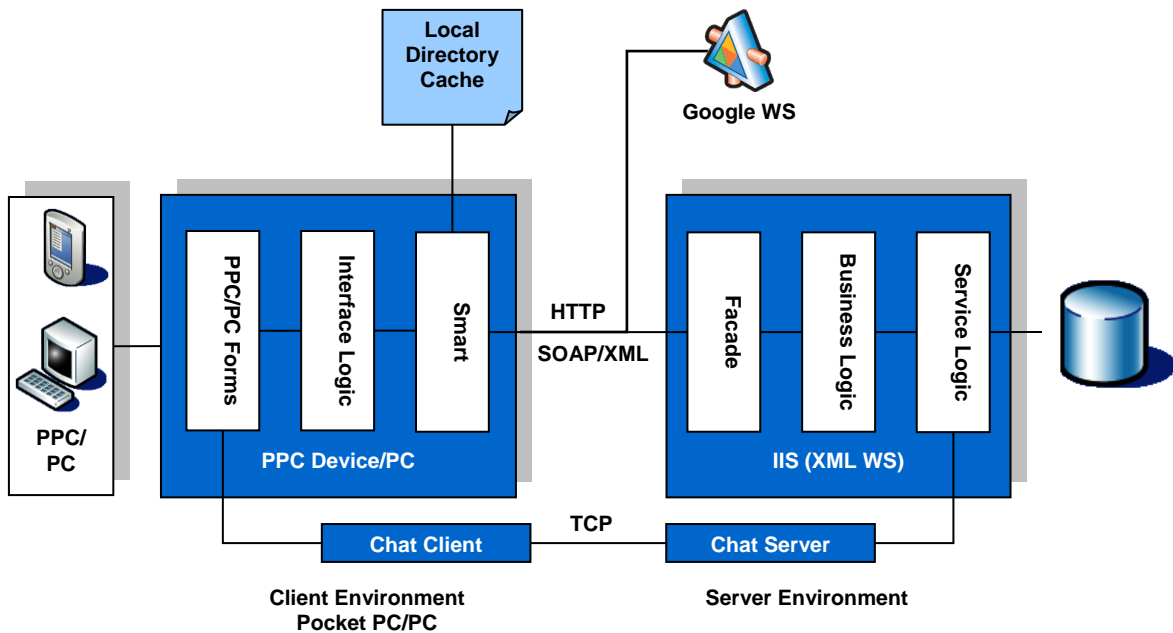 Local
Directory
Cache
Google WS
PPC/PC Forms
Interface Logic
Smart
HTTP
SOAP/XML
Facade
Business Logic
Service Logic
PPC/
PC
PPC Device/PC
IIS (XML WS)
TCP
Chat Client
Chat Server
Client Environment
Pocket PC/PC
Server Environment